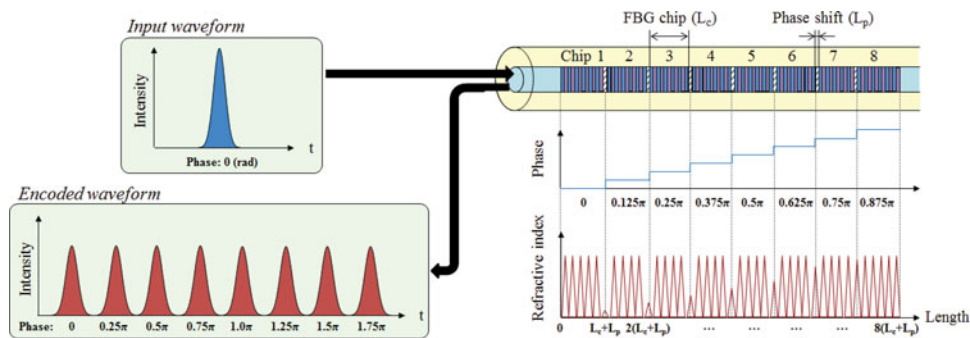 Input waveform
Intensity
t
Phase: 0 (rad)
Encoded waveform
Intensity
Phase: 0 0.25π 0.5π 0.75π 1.0π 1.25π 1.5π 1.75π t
FBG chip (Lc) Phase shift (Lp)
Chip 1 2 3 4 5 6 7 8
Phase
0 0.125π 0.25π 0.375π 0.5π 0.625π 0.75π 0.875π
Refractive index
Length
0 Lc+Lp 2(Lc+Lp) ... ... ... ... 8(Lc+Lp)